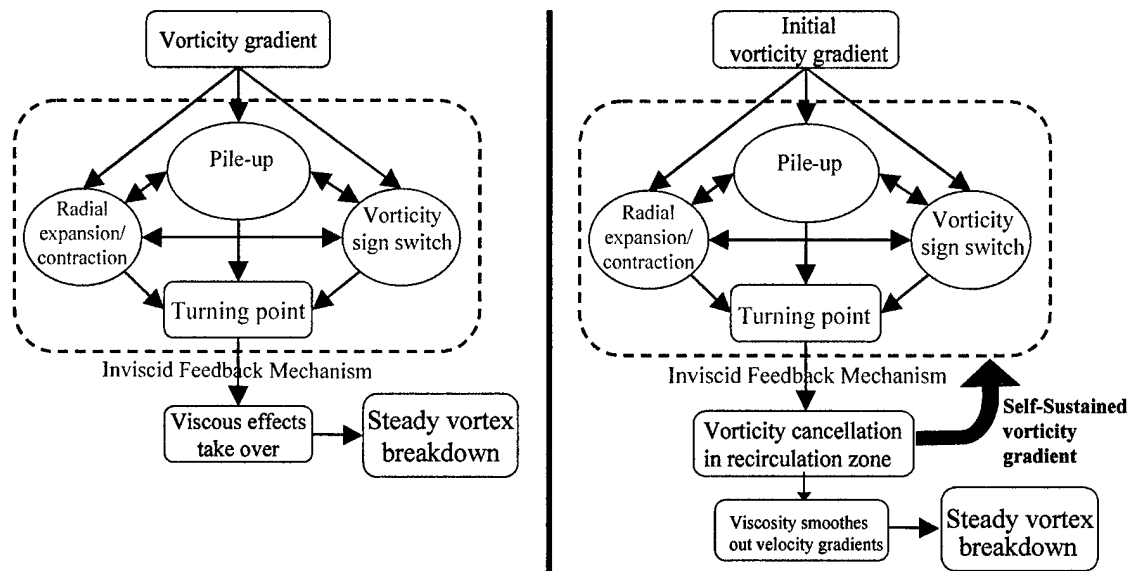 Vorticity gradient
Pile-up
Radial
expansion/
contraction
Vorticity
sign switch
Turning point
Inviscid Feedback Mechanism
Viscous effects
take over
Steady vortex
breakdown
Initial
vorticity gradient
Pile-up
Radial
expansion/
contraction
Vorticity
sign switch
Turning point
Inviscid Feedback Mechanism
Self-Sustained
vorticity
gradient
Vorticity cancellation
in recirculation zone
Viscosity smoothes
out velocity gradients
Steady vortex
breakdown